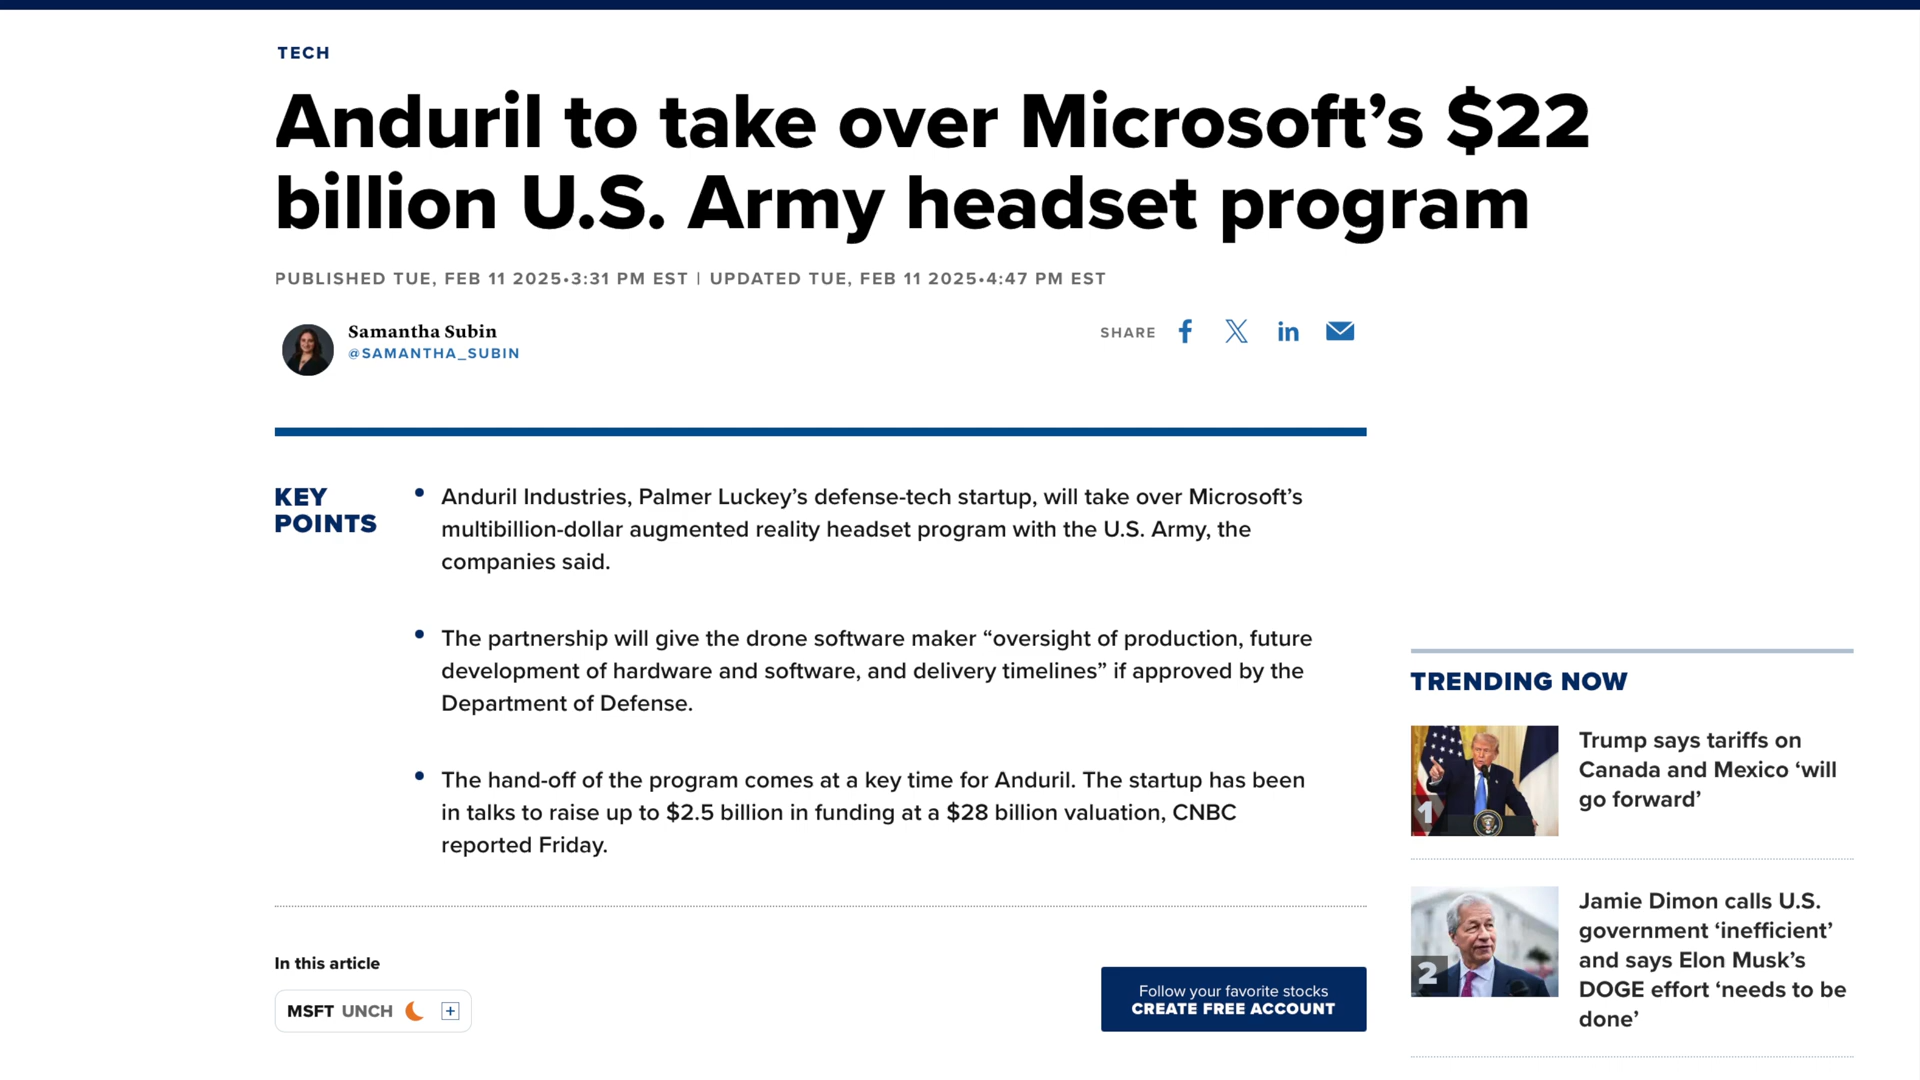 TECH
Anduril to take over Microsoft’s $22
billion U.S. Army headset program
PUBLISHED TUE, FEB 11 2025•3:31 PM EST | UPDATED TUE, FEB 11 2025•4:47 PM EST
Samantha Subin
@SAMANTHA_SUBIN
SHARE
KEY
POINTS
Anduril Industries, Palmer Luckey’s defense-tech startup, will take over Microsoft’s
multibillion-dollar augmented reality headset program with the U.S. Army, the
companies said.
The partnership will give the drone software maker “oversight of production, future
development of hardware and software, and delivery timelines” if approved by the
Department of Defense.
The hand-off of the program comes at a key time for Anduril. The startup has been
in talks to raise up to $2.5 billion in funding at a $28 billion valuation, CNBC
reported Friday.
In this article
MSFT UNCH
Follow your favorite stocks
CREATE FREE ACCOUNT
TRENDING NOW
1
Trump says tariffs on
Canada and Mexico ‘will
go forward’
2
Jamie Dimon calls U.S.
government ‘inefficient’
and says Elon Musk’s
DOGE effort ‘needs to be
done’